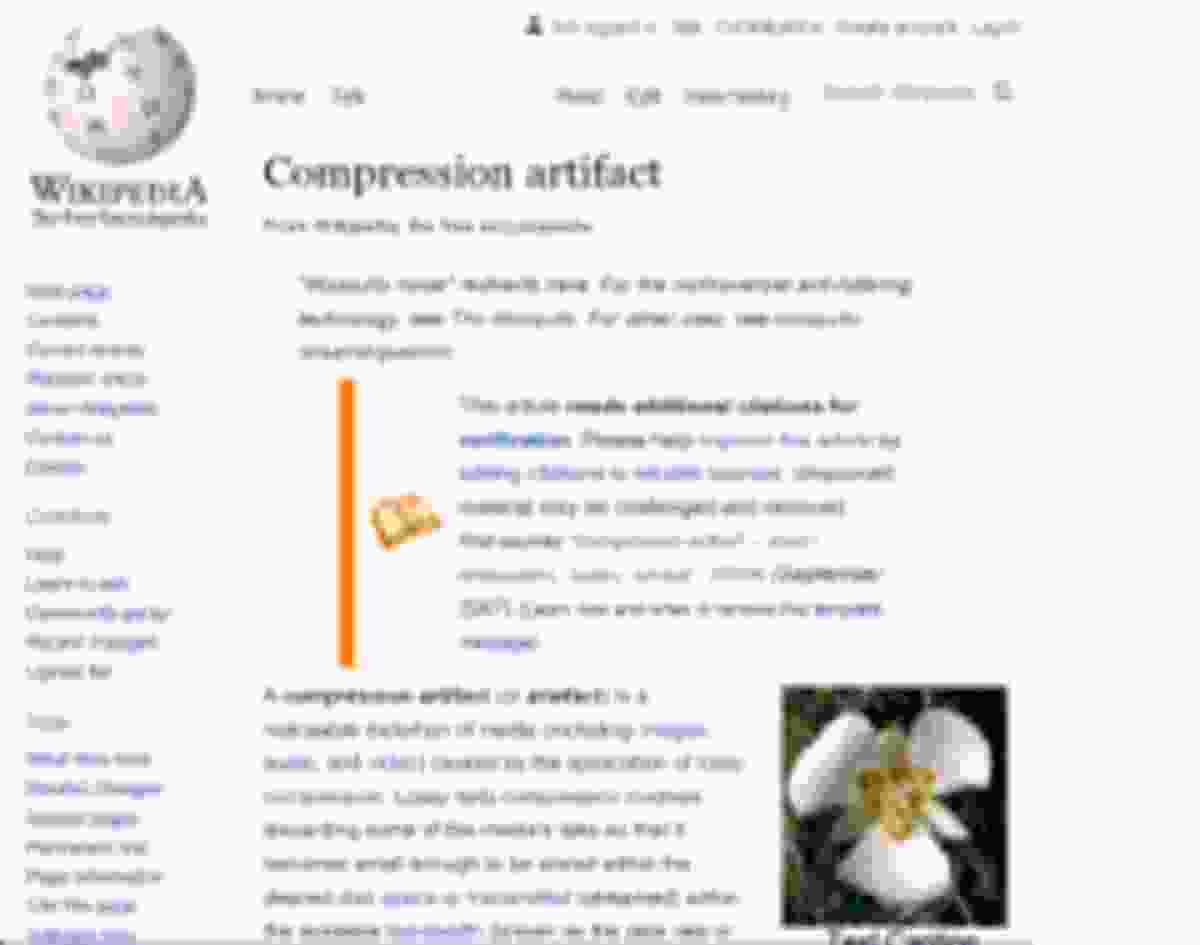 Not logged in Talk Contributions Create account Log in
Article Talk
Read Edit View history
Search Wikipedia
WIKIPEDIA
The Free Encyclopedia
Compression artifact
From Wikipedia, the free encyclopedia
"Mosquito noise" redirects here. For the controversial anti-loitering
technology, see The Mosquito. For other uses, see mosquito
Main page
Contents
Current events
Random article
About Wikipedia
Contact us
Donate
Contribute
Help
Learn to edit
Community portal
Recent changes
Upload file
Tools
What links here
Related changes
Special pages
Permanent link
Page information
Cite this page
This article needs additional citations for
verification. Please help improve this article by
adding citations to reliable sources. Unsourced
material may be challenged and removed.
Find sources: "Compression artifact" – news
(September
(Learn how and when to remove this template
message)
A compression artifact (or artefact) is a
noticeable distortion of media (including images,
audio, and video) caused by the application of lossy
compression. Lossy data compression involves
discarding some of the media's data so that it
becomes small enough to be stored within the
desired disk space or transmitted (streamed) within
the available bandwidth (known as the data rate or